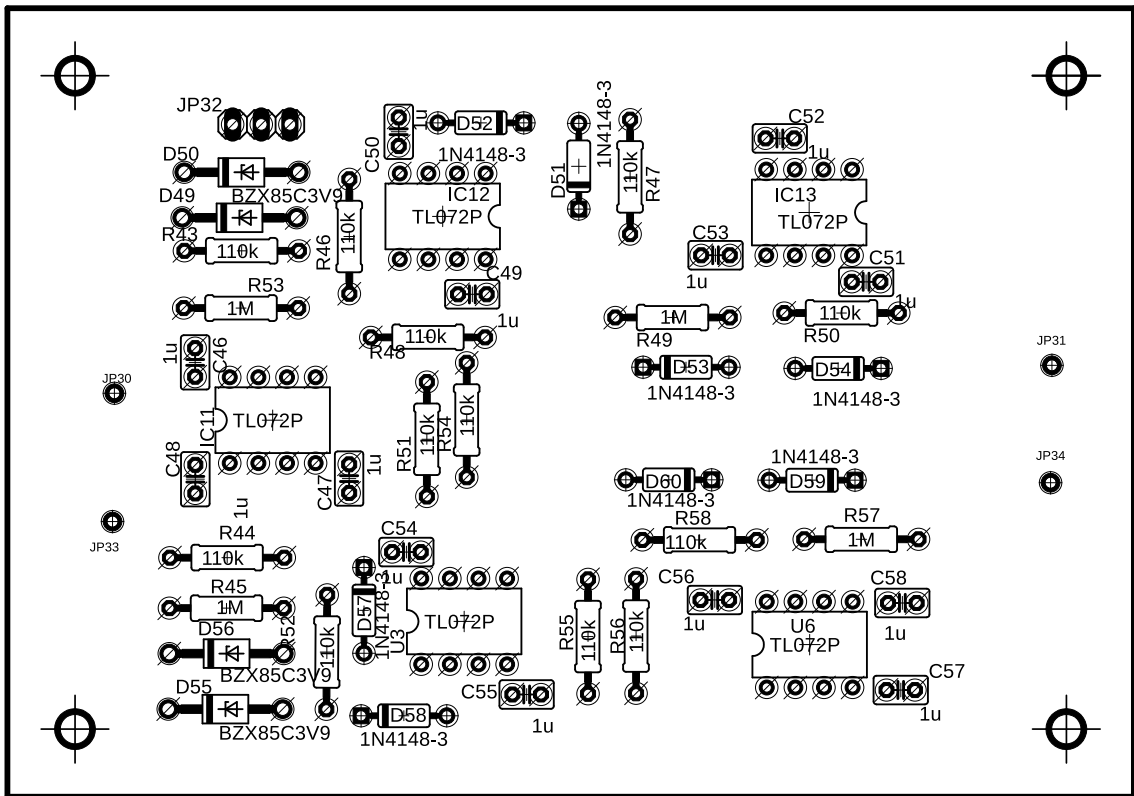 JP32
C50
1u
D52
1N4148-3
D51
1N4148-3
110k
R47
C52
1u
D50
BZX85C3V9
D49
R43
110k
R46
110k
IC12
TL072P
IC13
TL072P
C53
1u
C51
1u
C49
1u
R53
1M
R48
110k
1M
R49
110k
R50
JP31
1u
C46
D53
1N4148-3
D54
1N4148-3
JP30
IC11
TL072P
R51
110k
R54
110k
C48
1u
C47
1u
D60
1N4148-3
1N4148-3
D59
JP34
JP33
R44
110k
C54
1u
R58
110k
R57
1M
R45
1M
R52
110k
D57
1N4148-3
U3
TL072P
R55
110k
R56
110k
C56
1u
C58
1u
U6
TL072P
D56
BZX85C3V9
D55
BZX85C3V9
D58
1N4148-3
C55
1u
C57
1u